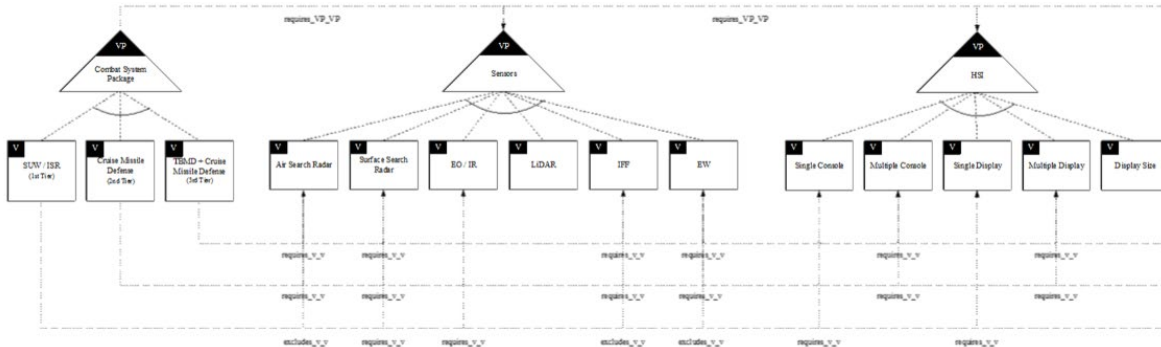 requires_VP_VP
requires_VP_VP
VP
Combat System
Package
VP
Sensors
VP
HSI
V
SUW / ISR
(1st Tier)
V
Cruise Missile
Defense
(2nd Tier)
V
TBMD + Cruise
Missile Defense
(3rd Tier)
V
Air Search Radar
V
Surface Search
Radar
V
EO / IR
V
LiDAR
V
IFF
V
EW
V
Single Console
V
Multiple Console
V
Single Display
V
Multiple Display
V
Display Size
requires_v_v
requires_v_v
requires_v_v
requires_v_v
requires_v_v
requires_v_v
requires_v_v
requires_v_v
requires_v_v
requires_v_v
requires_v_v
requires_v_v
excludes_v_v
requires_v_v
requires_v_v
excludes_v_v
excludes_v_v
requires_v_v
requires_v_v